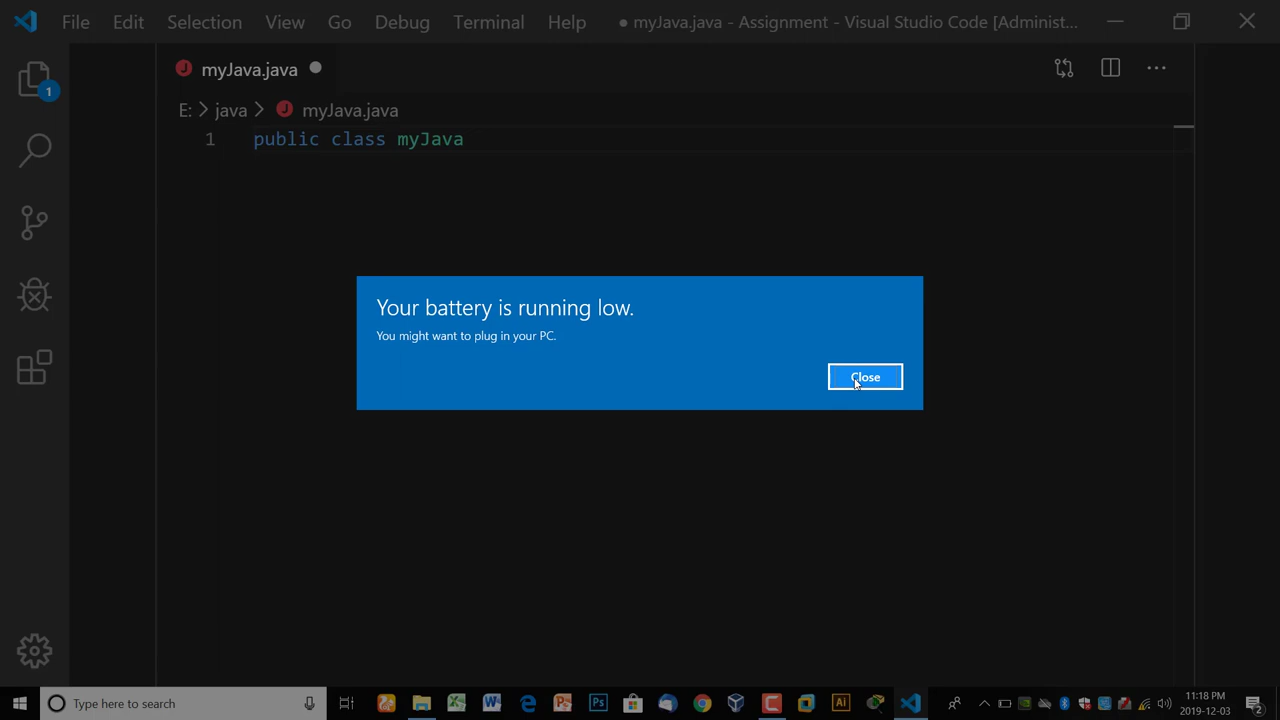 File Edit Selection View Go Debug Terminal Help ● myJava.java - Assignment - Visual Studio Code [Administ...
myJava.java
E: > java > myJava.java
1 public class myJava
1
Your battery is running low.
You might want to plug in your PC.
Close
Type here to search
11:18 PM
2019-12-03
2